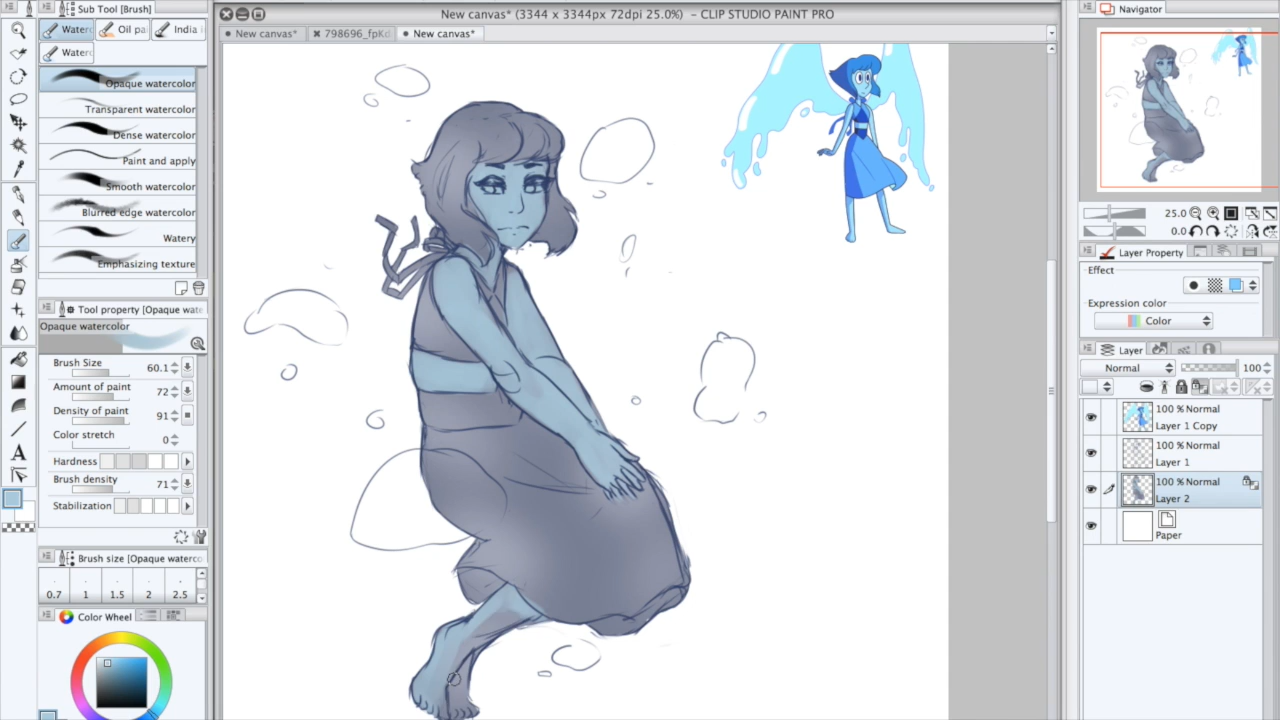 Sub Tool [Brush]
New canvas* (3344 x 3344px 72dpi 25.0%) – CLIP STUDIO PAINT PRO
Navigator
Water
Oil pa
India i
New canvas*
798696_fpKd
New canvas*
Water
Opaque watercolor
Transparent watercolor
Dense watercolor
Paint and apply
Smooth watercolor
Blurred edge watercolor
Watery
Emphasizing texture
25.0
0.0
Layer Property
Effect
Expression color
Color
Tool property [Opaque wate
Opaque watercolor
Brush Size
60.1
Amount of paint
72
Density of paint
91
Color stretch
0
Hardness
Brush density
71
Stabilization
Layer
Normal
100
100 % Normal
Layer 1 Copy
100 % Normal
Layer 1
100 % Normal
Layer 2
Paper
Brush size [Opaque waterco
0.7
1
1.5
2
2.5
Color Wheel
A